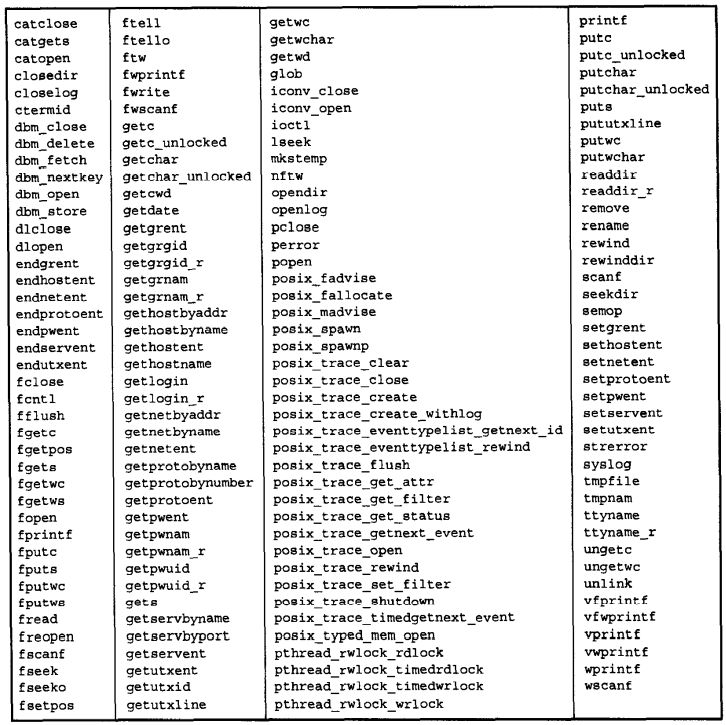 catclose
catgets
catopen
closedir
closelog
ctermid
dbm_close
dbm_delete
dbm_fetch
dbm_nextkey
dbm_open
dbm_store
dlclose
dlopen
endgrent
endhostent
endnetent
endprotoent
endpwent
endservent
endutxent
fclose
fcntl
fflush
fgetc
fgetpos
fgets
fgetwc
fgetws
fopen
fprintf
fputc
fputs
fputwc
fputws
fread
freopen
fscanf
fseek
fseeko
fsetpos
ftell
ftello
ftw
fwprintf
fwrite
fwscanf
getc
getc_unlocked
getchar
getchar_unlocked
getcwd
getdate
getgrent
getgrgid
getgrgid_r
getgrnam
getgrnam_r
gethostbyaddr
gethostbyname
gethostent
gethostname
getlogin
getlogin_r
getnetbyaddr
getnetbyname
getnetent
getprotobyname
getprotobynumber
getprotoent
getpwent
getpwnam
getpwnam_r
getpwuid
getpwuid_r
gets
getservbyname
getservbyport
getservent
getutxent
getutxid
getutxline
getwc
getwchar
getwd
glob
iconv_close
iconv_open
ioctl
lseek
mkstemp
nftw
opendir
openlog
pclose
perror
popen
posix_fadvise
posix_fallocate
posix_madvise
posix_spawn
posix_spawnp
posix_trace_clear
posix_trace_close
posix_trace_create
posix_trace_create_withlog
posix_trace_eventtypelist_getnext_id
posix_trace_eventtypelist_rewind
posix_trace_flush
posix_trace_get_attr
posix_trace_get_filter
posix_trace_get_status
posix_trace_getnext_event
posix_trace_open
posix_trace_rewind
posix_trace_set_filter
posix_trace_shutdown
posix_trace_timedgetnext_event
posix_typed_mem_open
pthread_rwlock_rdlock
pthread_rwlock_timedrdlock
pthread_rwlock_timedwrlock
pthread_rwlock_wrlock
printf
putc
putc_unlocked
putchar
putchar_unlocked
puts
pututxline
putwc
putwchar
readdir
readdir_r
remove
rename
rewind
rewinddir
scanf
seekdir
semop
setgrent
sethostent
setnetent
setprotoent
setpwent
setservent
setutxent
strerror
syslog
tmpfile
tmpnam
ttyname
ttyname_r
ungetc
ungetwc
unlink
vfprintf
vfwprintf
vprintf
vwprintf
wprintf
wscanf